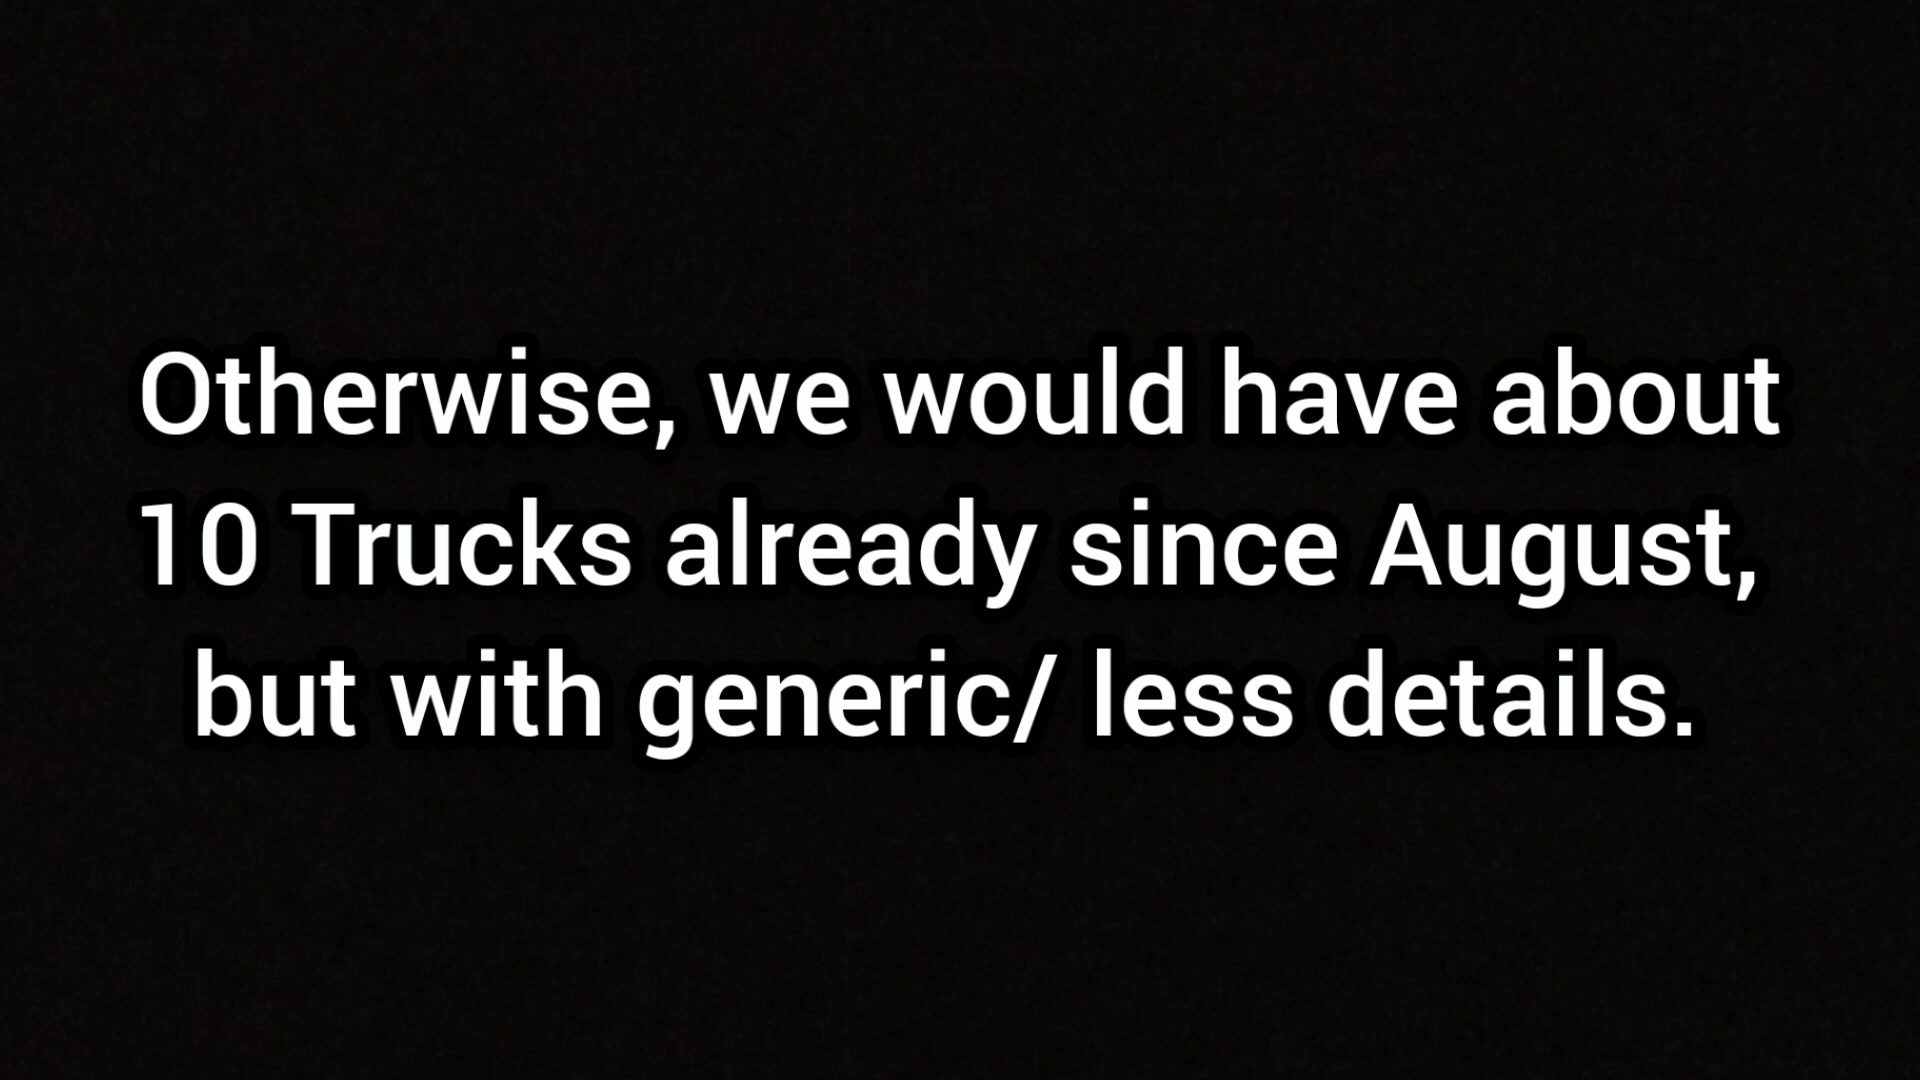 Otherwise, we would have about
10 Trucks already since August,
but with generic/ less details.